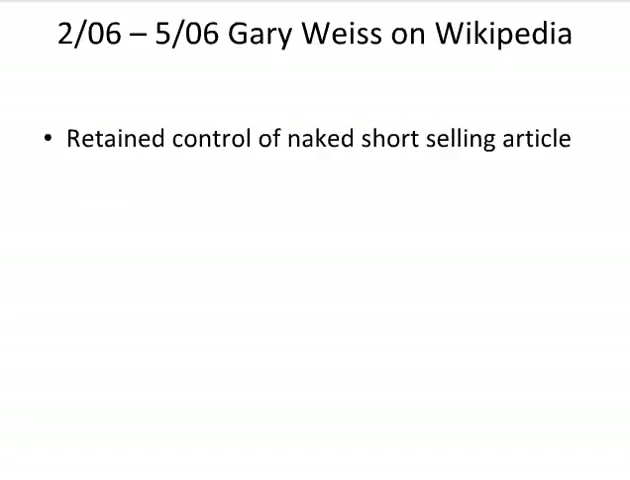 2/06 – 5/06 Gary Weiss on Wikipedia
• Retained control of naked short selling article